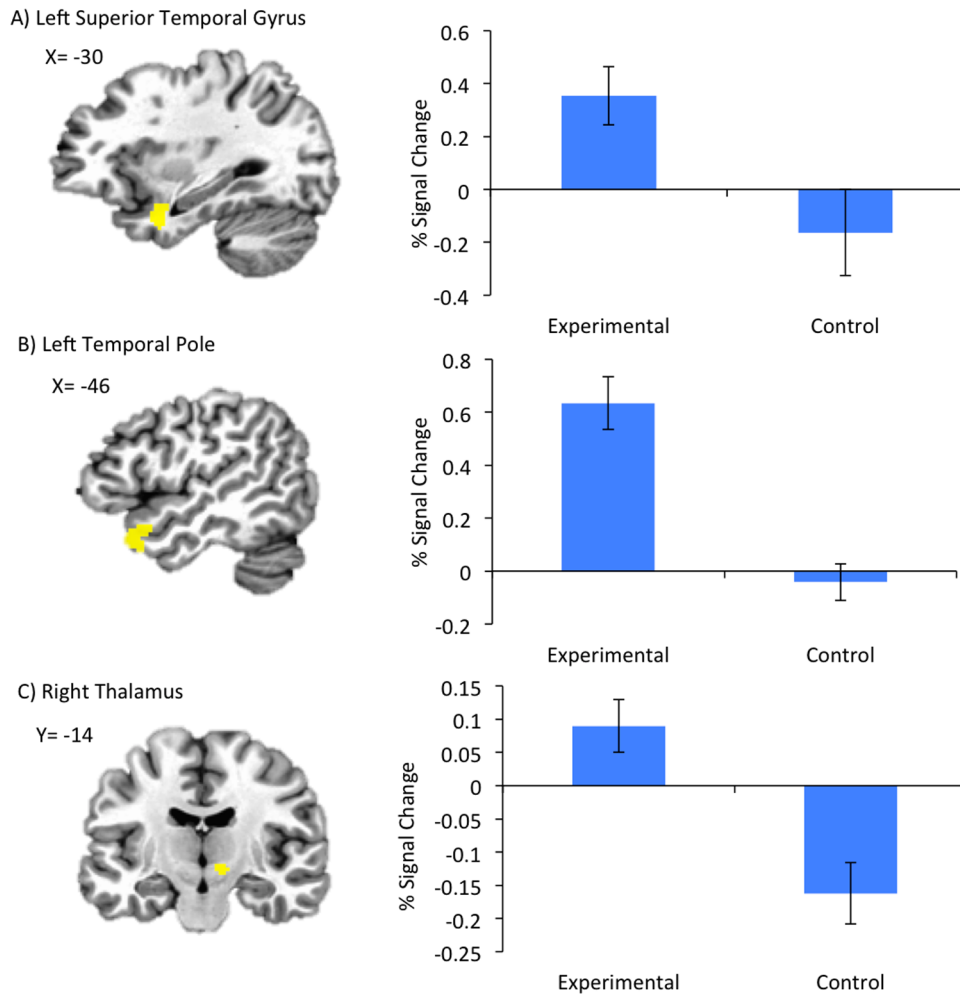 A) Left Superior Temporal Gyrus
X= -30
0.6
0.4
0.2
0
-0.2
-0.4
% Signal Change
Experimental
Control
B) Left Temporal Pole
X= -46
0.8
0.6
0.4
0.2
0
-0.2
% Signal Change
Experimental
Control
C) Right Thalamus
Y= -14
0.15
0.1
0.05
0
-0.05
-0.1
-0.15
-0.2
-0.25
% Signal Change
Experimental
Control